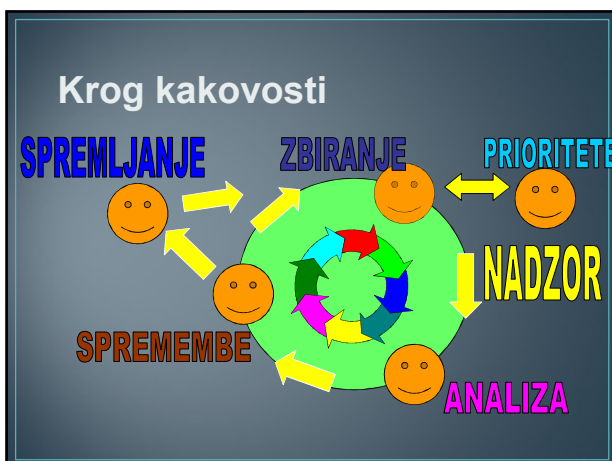 Krog kakovosti
SPREMLJANJE
ZBIRANJE
PRIORITETE
NADZOR
SPREMEMBE
ANALIZA